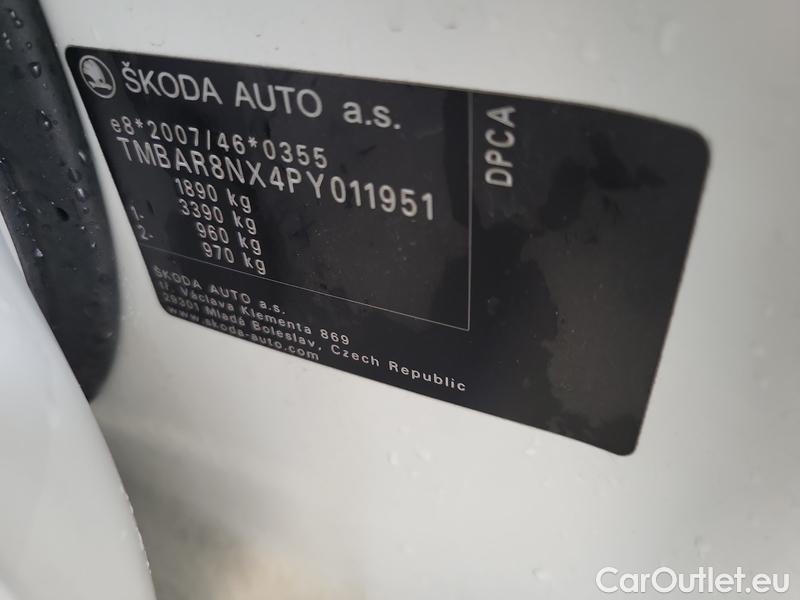 ŠKODA AUTO a.s.
e8*2007/46*0355
TMBAR8NX4PY011951
1890 kg
3390 kg
1- 960 kg
2- 970 kg
DPCA
ŠKODA AUTO a.s.
tř. Václava Klementa 869
29301 Mladá Boleslav, Czech Republic
www.skoda-auto.com
CarOutlet.eu